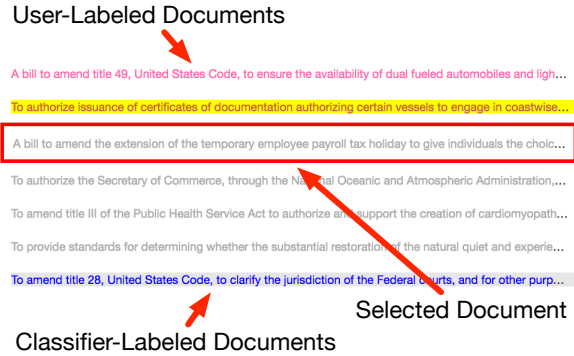 User-Labeled Documents
A bill to amend title 49, United States Code, to ensure the availability of dual fueled automobiles and ligh...
To authorize issuance of certificates of documentation authorizing certain vessels to engage in coastwise...
A bill to amend the extension of the temporary employee payroll tax holiday to give individuals the choic...
To authorize the Secretary of Commerce, through the National Oceanic and Atmospheric Administration,...
To amend title III of the Public Health Service Act to authorize and support the creation of cardiomyopath...
To provide standards for determining whether the substantial restoration of the natural quiet and experie...
To amend title 28, United States Code, to clarify the jurisdiction of the Federal courts, and for other purp...
Selected Document
Classifier-Labeled Documents